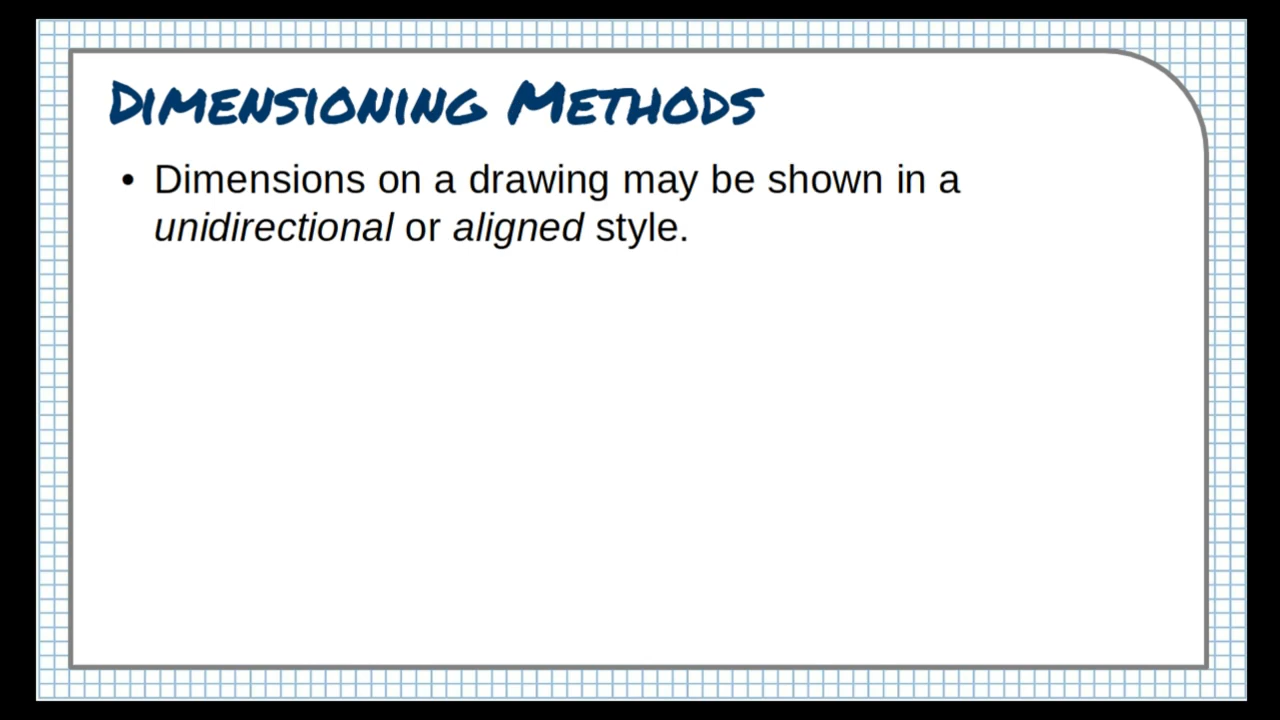 Dimensioning Methods
• Dimensions on a drawing may be shown in a
unidirectional or aligned style.